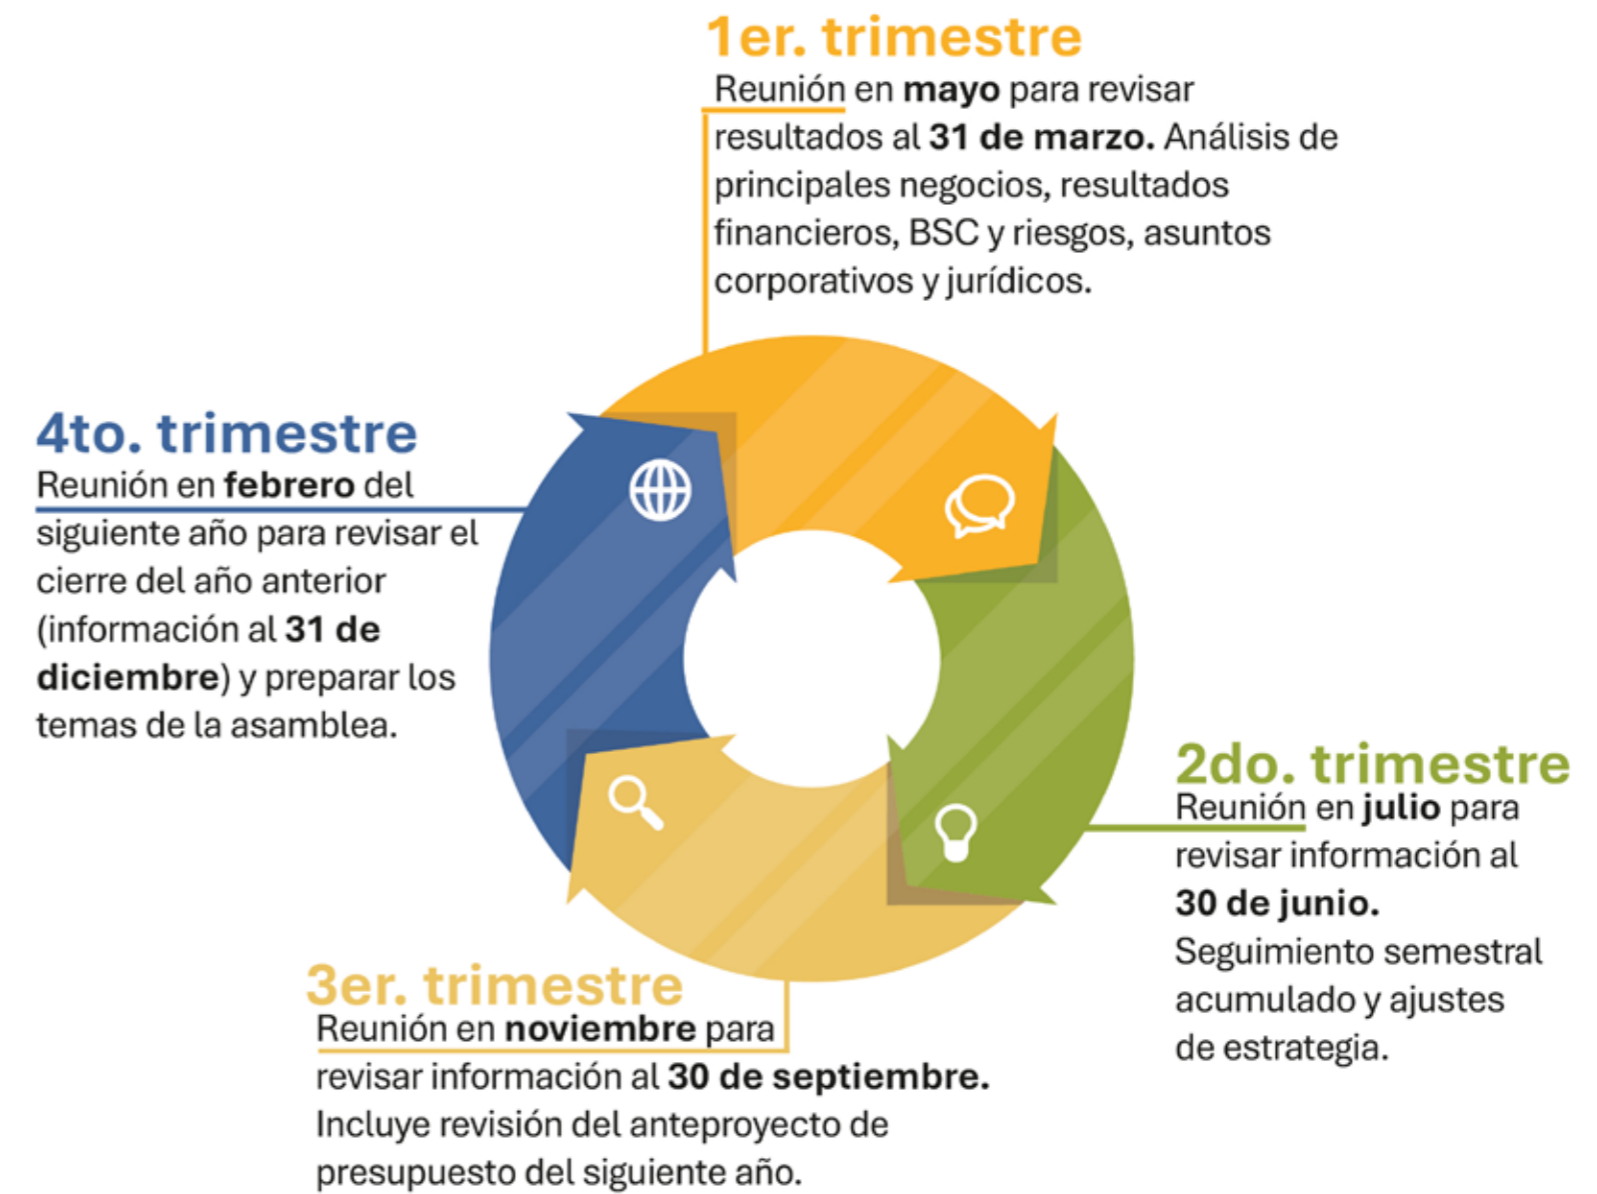 1er. trimestre
Reunión en mayo para revisar
resultados al 31 de marzo. Análisis de
principales negocios, resultados
financieros, BSC y riesgos, asuntos
corporativos y jurídicos.
4to. trimestre
Reunión en febrero del
siguiente año para revisar el
cierre del año anterior
(información al 31 de
diciembre) y preparar los
temas de la asamblea.
2do. trimestre
Reunión en julio para
revisar información al
30 de junio.
Seguimiento semestral
acumulado y ajustes
de estrategia.
3er. trimestre
Reunión en noviembre para
revisar información al 30 de septiembre.
Incluye revisión del anteproyecto de
presupuesto del siguiente año.